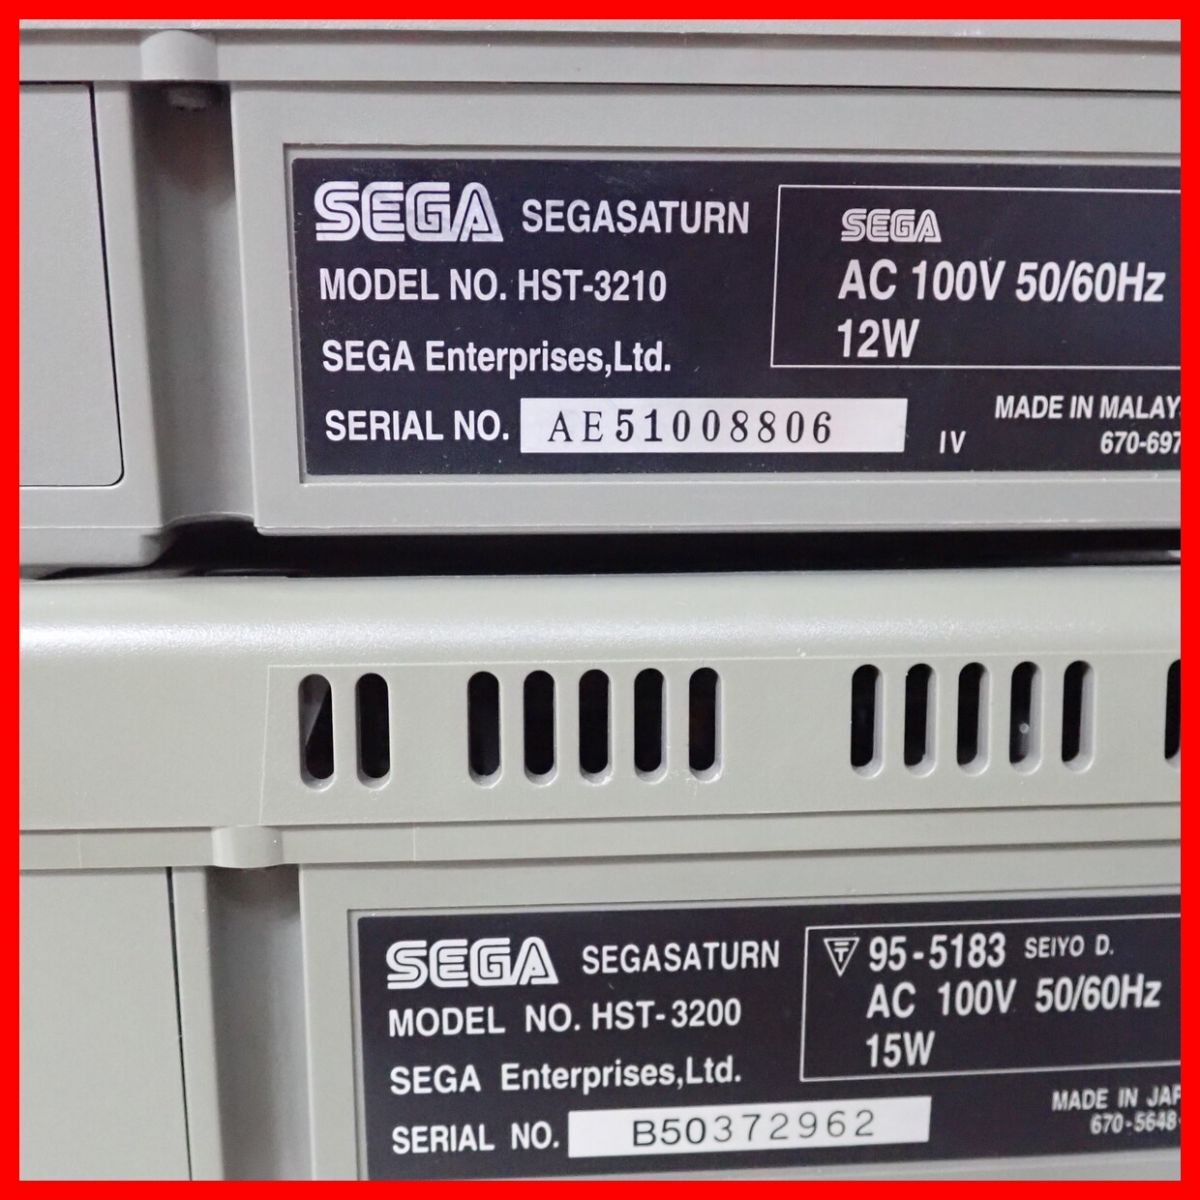 SEGA SEGASATURN
MODEL NO. HST-3210
SEGA Enterprises,Ltd.
SERIAL NO. AE51008806
IV
SEGA
AC 100V 50/60Hz
12W
MADE IN MALAY
670-697
SEGA SEGASATURN
MODEL NO. HST-3200
SEGA Enterprises,Ltd.
SERIAL NO. B50372962
T 95-5183 SEIYO D.
AC 100V 50/60Hz
15W
MADE IN JAP
670-5648